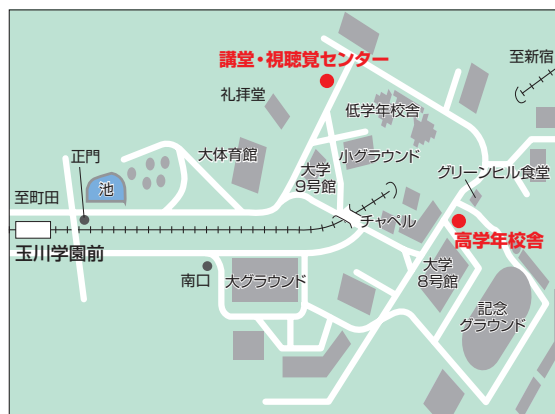 講堂・視聴覚センター
至新宿
礼拝堂
低学年校舎
正門
大体育館
大学
9号館
小グラウンド
グリーンヒル食堂
至町田
池
チャペル
玉川学園前
高学年校舎
南口
大グラウンド
大学
8号館
記念
グラウンド